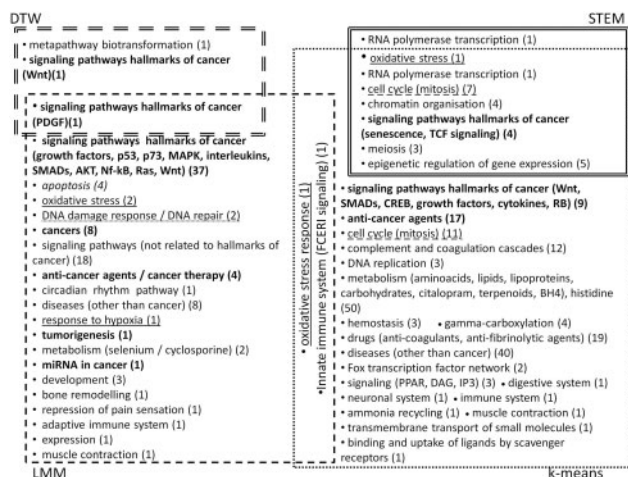 DTW
STEM
• metapathway biotransformation (1)
• signaling pathways hallmarks of cancer
(Wnt)(1)
• signaling pathways hallmarks of cancer
(PDGF)(1)
• signaling pathways hallmarks of cancer
(growth factors, p53, p73, MAPK, interleukins,
SMADs, AKT, Nf-kB, Ras, Wnt) (37)
• apoptosis (4)
• oxidative stress (2)
• DNA damage response / DNA repair (2)
• cancers (8)
• signaling pathways (not related to hallmarks of
cancer) (18)
• anti-cancer agents / cancer therapy (4)
• circadian rhythm pathway (1)
• diseases (other than cancer) (8)
• response to hypoxia (1)
• tumorigenesis (1)
• metabolism (selenium / cyclosporine) (2)
• miRNA in cancer (1)
• development (3)
• bone remodelling (1)
• repression of pain sensation (1)
• adaptive immune system (1)
• expression (1)
• muscle contraction (1)
LMM
• oxidative stress response (1)
•Innate immune system (FCERI signaling) (1)
• RNA polymerase transcription (1)
• oxidative stress (1)
• RNA polymerase transcription (1)
• cell cycle (mitosis) (7)
• chromatin organisation (4)
• signaling pathways hallmarks of cancer
(senescence, TCF signaling) (4)
• meiosis (3)
• epigenetic regulation of gene expression (5)
• signaling pathways hallmarks of cancer (Wnt,
SMADs, CREB, growth factors, cytokines, RB) (9)
• anti-cancer agents (17)
• cell cycle (mitosis) (11)
• complement and coagulation cascades (12)
• DNA replication (3)
• metabolism (aminoacids, lipids, lipoproteins,
carbohydrates, citalopram, terpenoids, BH4), histidine
(50)
• hemostasis (3) • gamma-carboxylation (4)
• drugs (anti-coagulants, anti-fibrinolytic agents) (19)
• diseases (other than cancer) (40)
• Fox transcription factor network (2)
• signaling (PPAR, DAG, IP3) (3) • digestive system (1)
• neuronal system (1) • immune system (1)
• ammonia recycling (1) • muscle contraction (1)
• transmembrane transport of small molecules (1)
• binding and uptake of ligands by scavenger
receptors (1)
k-means